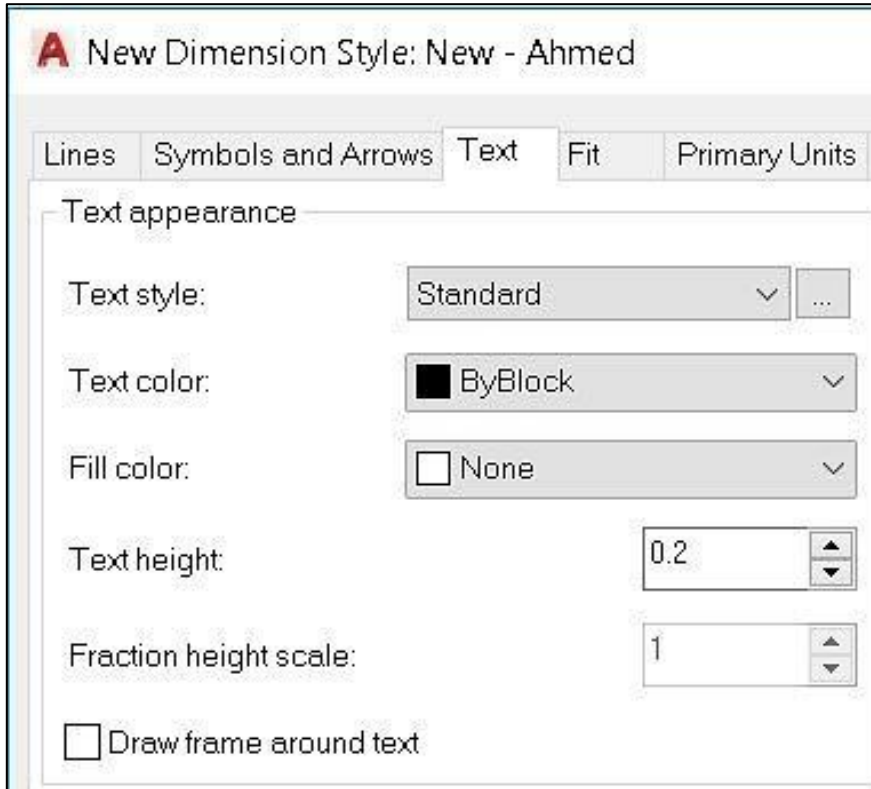 A New Dimension Style: New - Ahmed
Lines Symbols and Arrows Text Fit Primary Units
Text appearance
Text style: Standard ...
Text color: ByBlock
Fill color: None
Text height: 0.2
Fraction height scale: 1
Draw frame around text